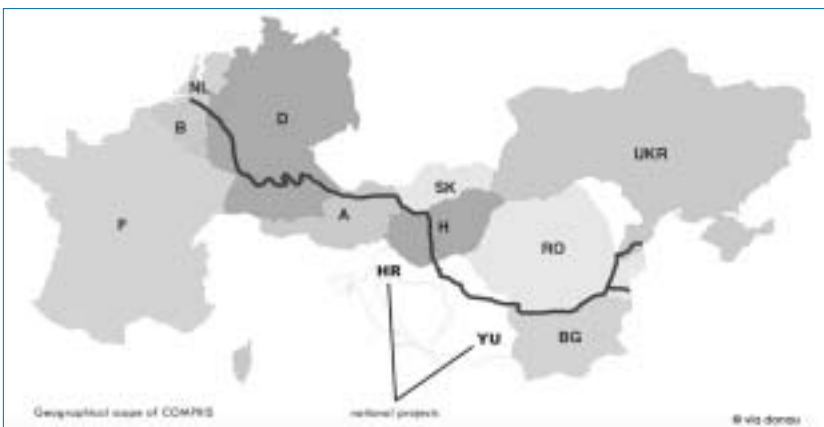 NL
B
D
UKR
SK
F
A
H
RO
HR
YU
BG
Geographical scope of COMPRIS
national projects
© via donau